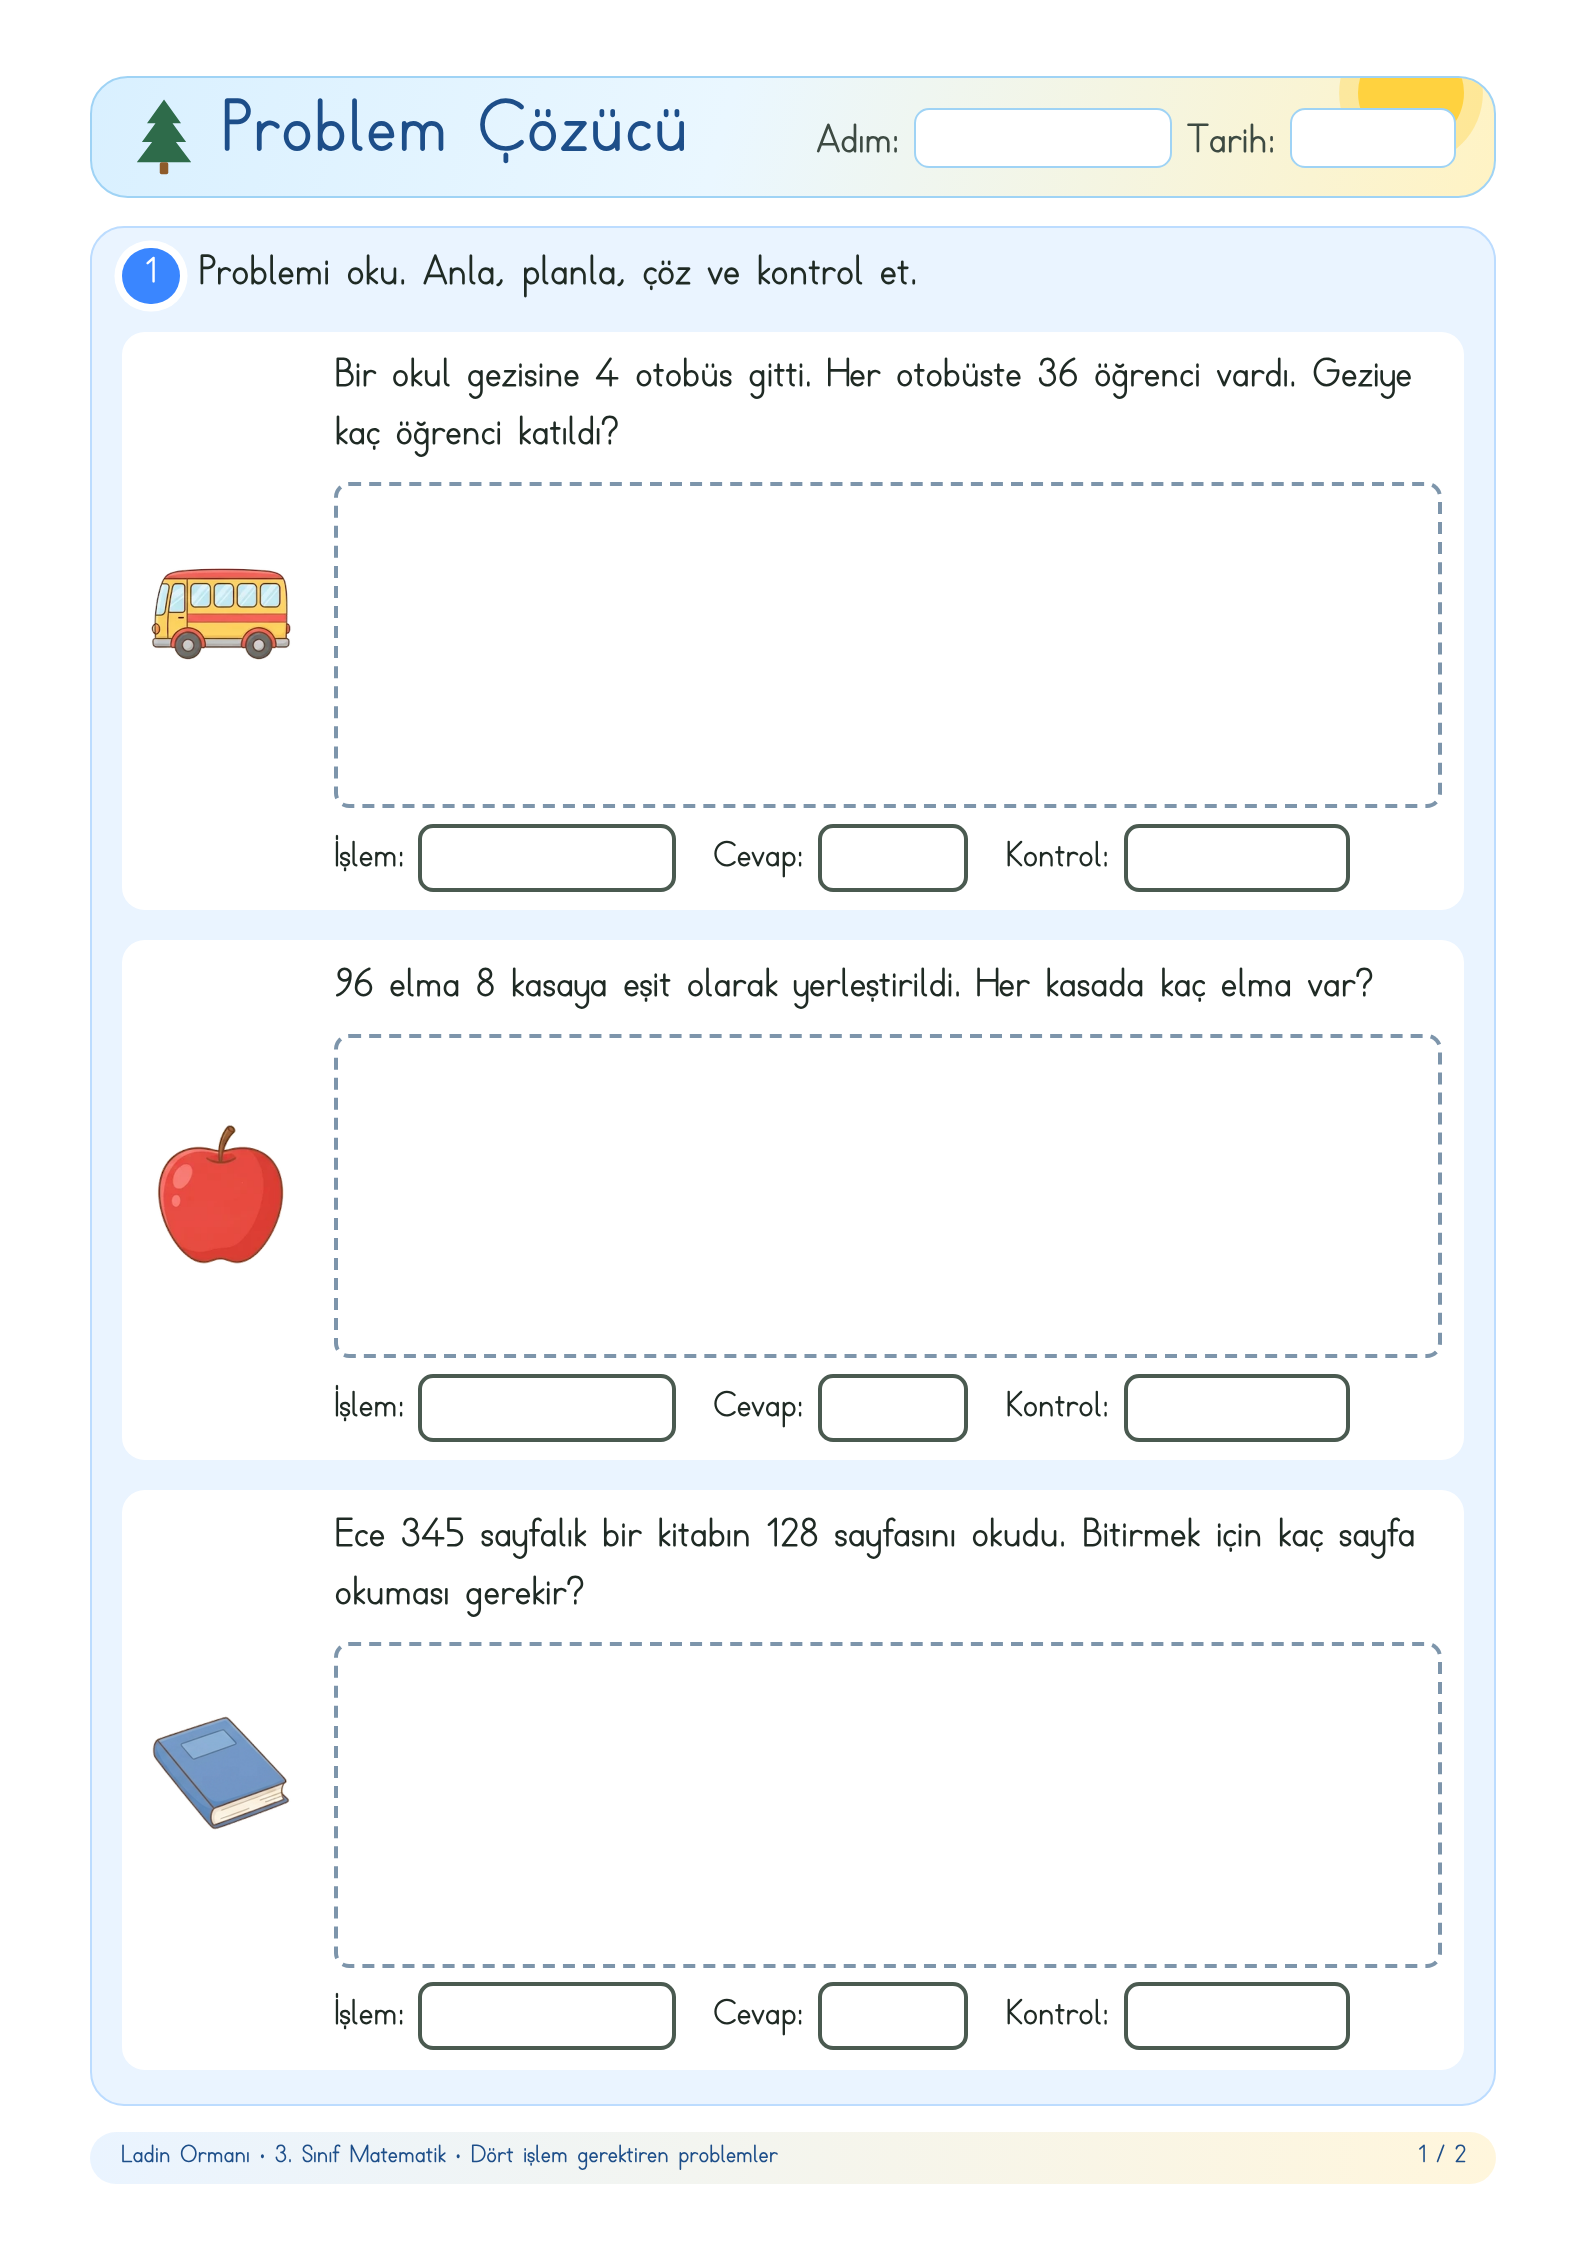 Problem Çözücü
Adım:
Tarih:
1 Problemi oku. Anla, planla, çöz ve kontrol et.
Bir okul gezisine 4 otobüs gitti. Her otobüste 36 öğrenci vardı. Geziye
kaç öğrenci katıldı?
İşlem: Cevap: Kontrol:
96 elma 8 kasaya eşit olarak yerleştirildi. Her kasada kaç elma var?
İşlem: Cevap: Kontrol:
Ece 345 sayfalık bir kitabın 128 sayfasını okudu. Bitirmek için kaç sayfa
okuması gerekir?
İşlem: Cevap: Kontrol:
Ladin Ormanı • 3. Sınıf Matematik • Dört işlem gerektiren problemler
1 / 2